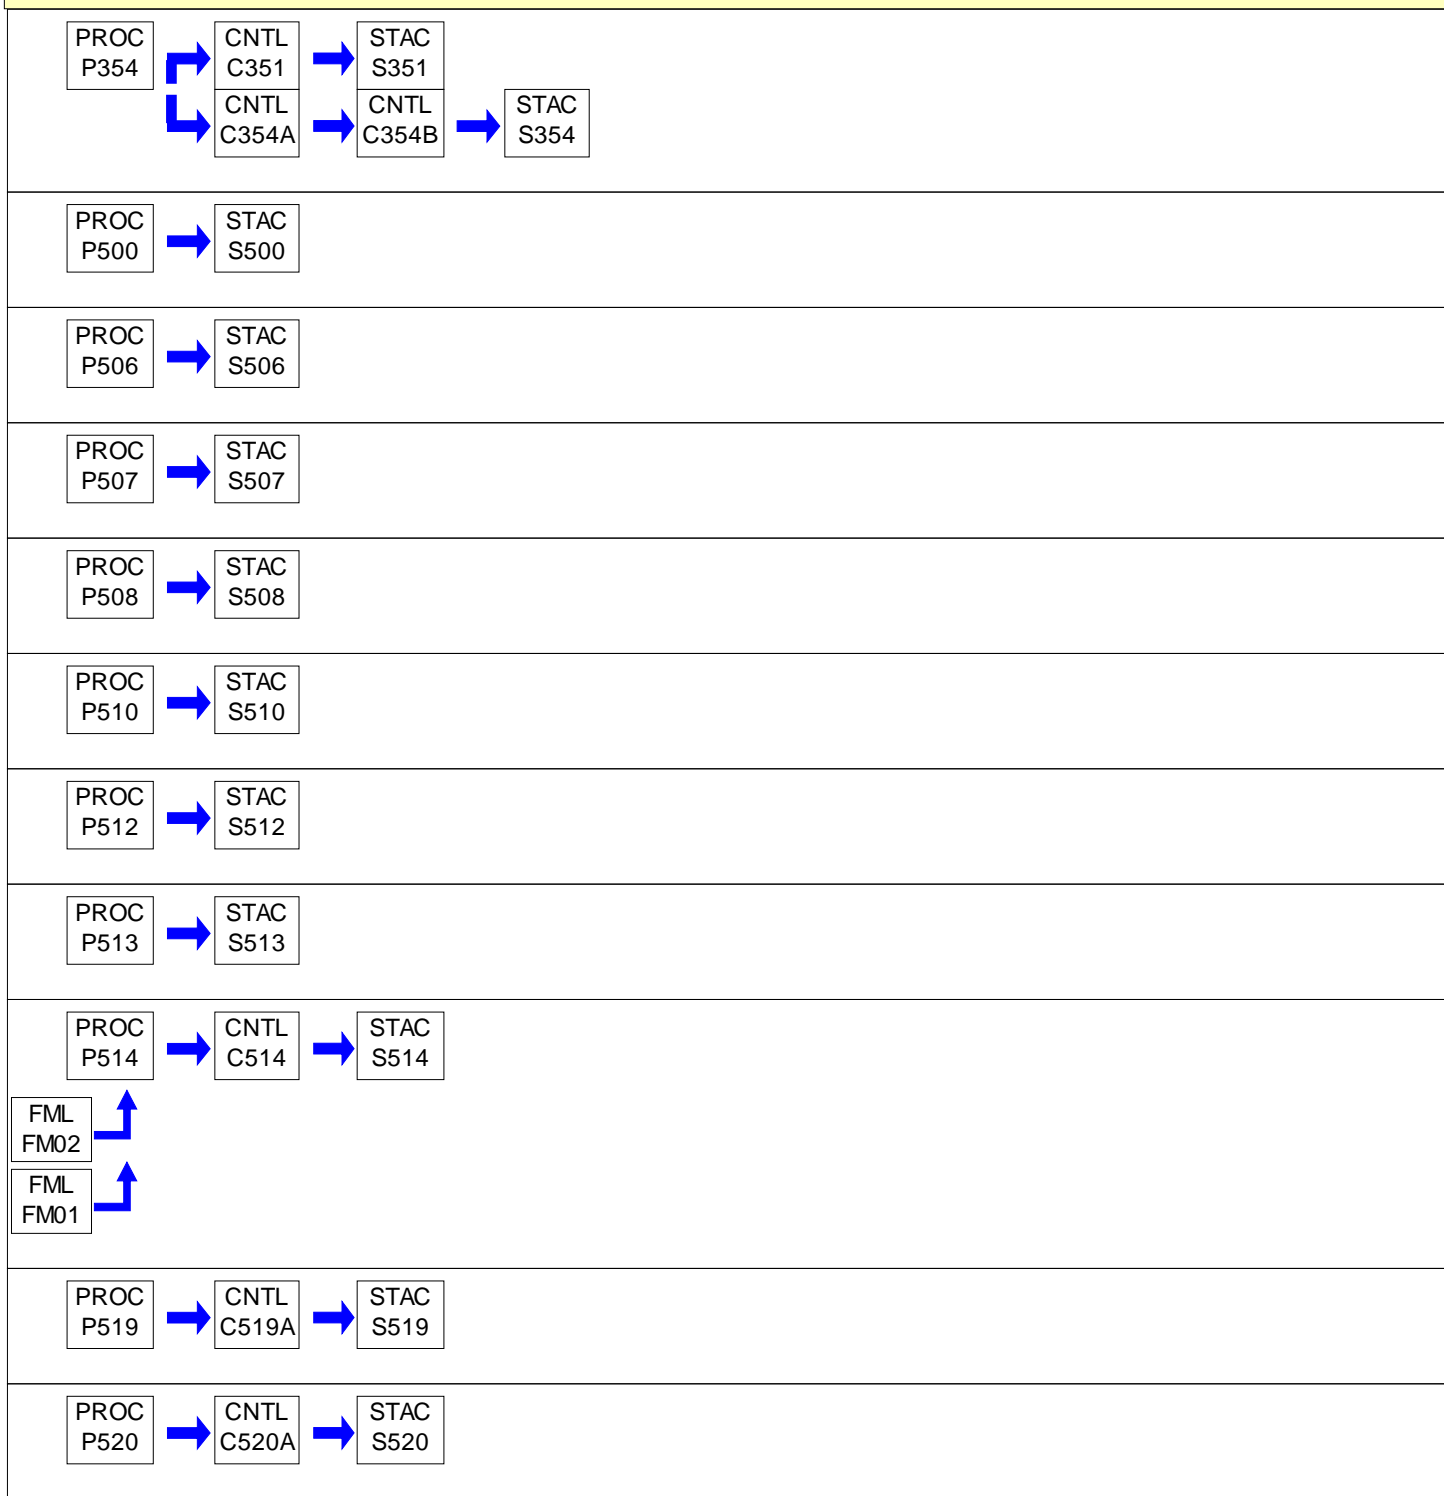 PROC CNTL STAC
P354 C351 S351
CNTL CNTL STAC
C354A C354B S354
PROC STAC
P500 S500
PROC STAC
P506 S506
PROC STAC
P507 S507
PROC STAC
P508 S508
PROC STAC
P510 S510
PROC STAC
P512 S512
PROC STAC
P513 S513
PROC CNTL STAC
P514 C514 S514
FML
FM02
FML
FM01
PROC CNTL STAC
P519 C519A S519
PROC CNTL STAC
P520 C520A S520